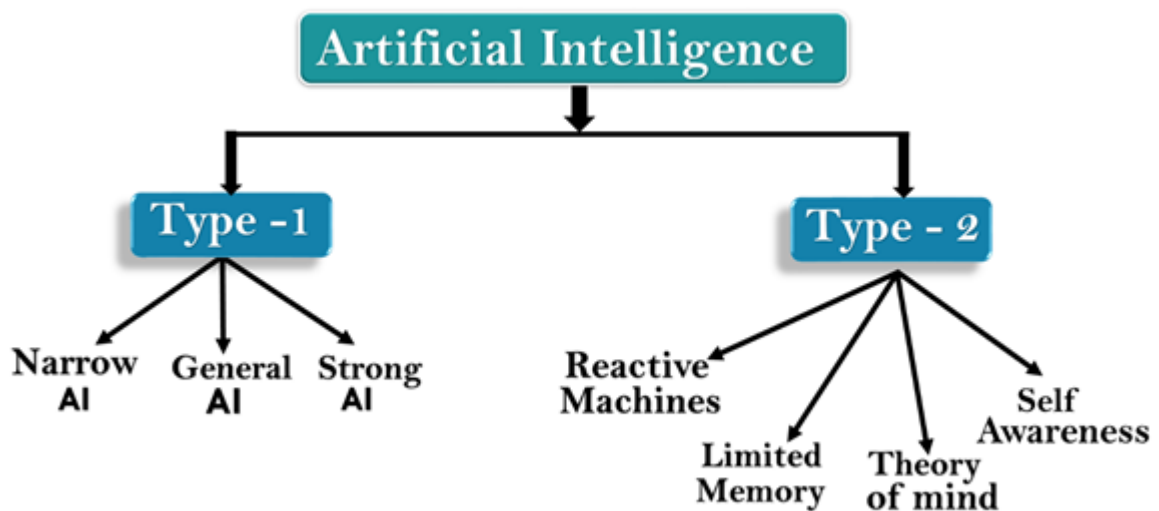 Artificial Intelligence
Type -1
Type - 2
Narrow
AI
General
AI
Strong
AI
Reactive
Machines
Limited
Memory
Theory
of mind
Self
Awareness